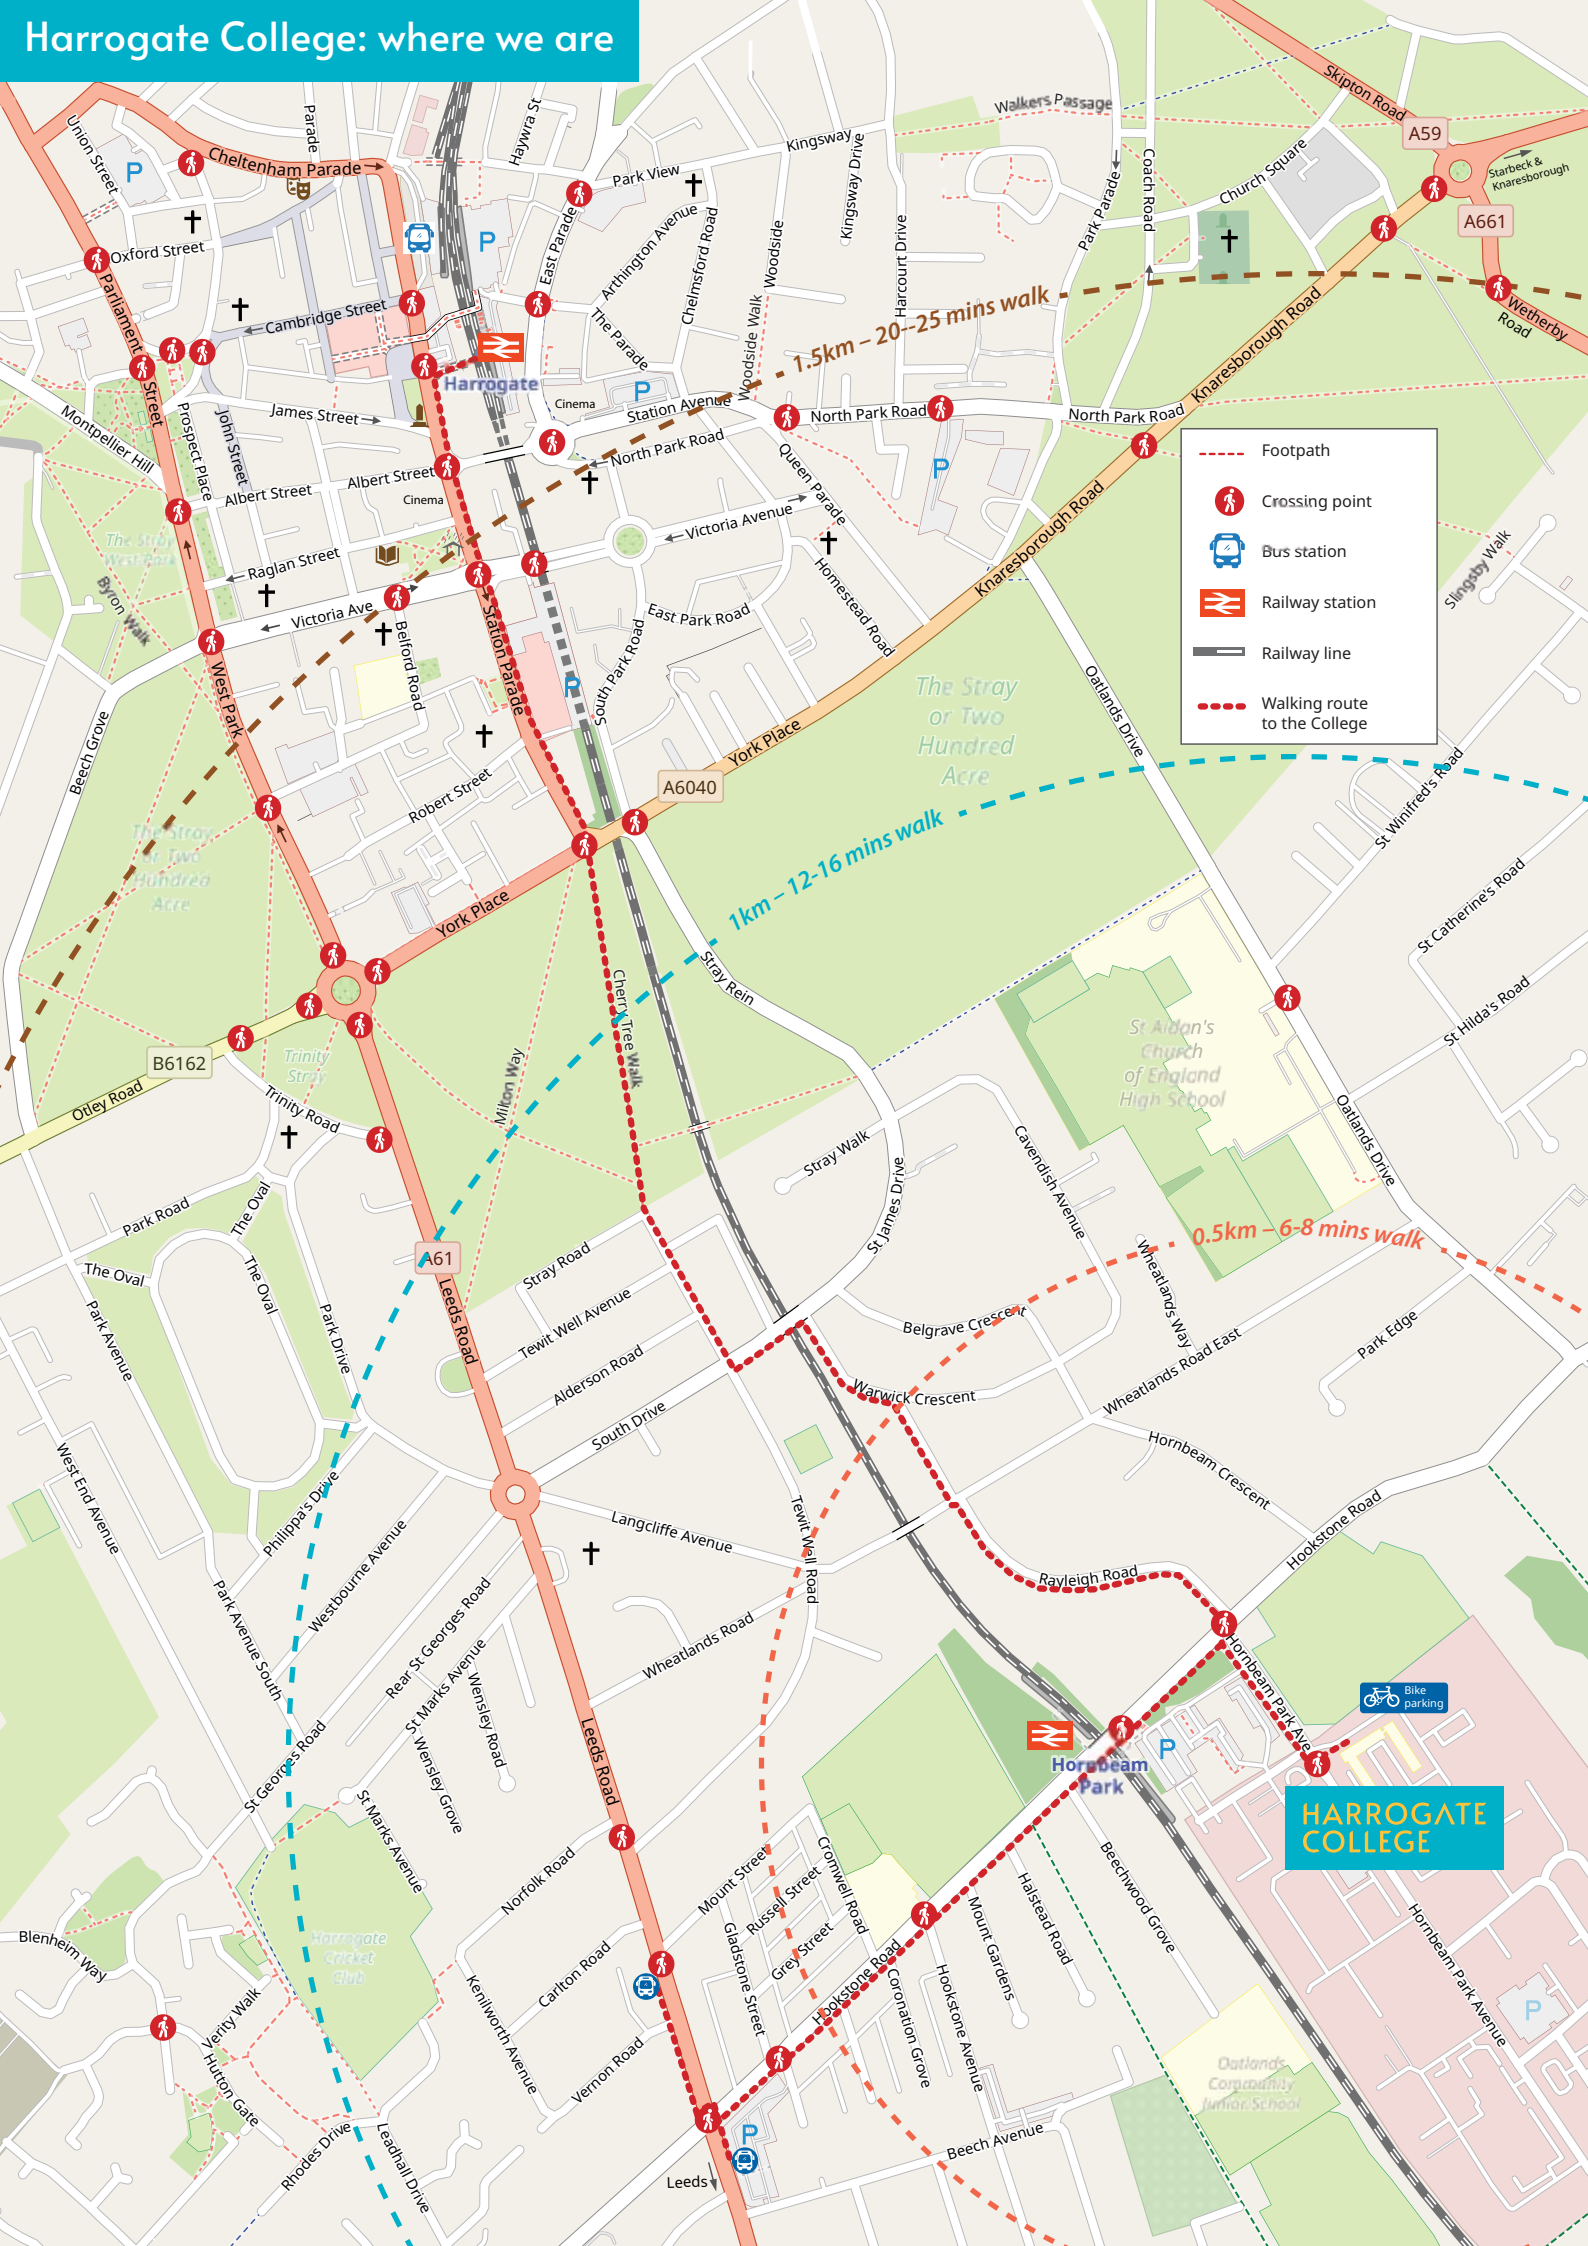 Harrogate College: where we are
Skipton Road
A59
Starbeck &
Knaresborough
A661
Wetherby
Road
Walkers Passage
Kingsway
Kingsway Drive
Park View
Haywra St
Parade
Union Street
P
Cheltenham Parade
Oxford Street
Parliament
Street
Cambridge Street
P
East Parade
Arthington Avenue
Chelmsford Road
The Parade
Woodside
Woodside Walk
Harcourt Drive
Park Parade
Coach Road
Church Square
1.5km – 20--25 mins walk
Knaresborough Road
Harrogate
Cinema
P
Station Avenue
North Park Road
North Park Road
North Park Road
P
Montpellier Hill
Prospect Place
John Street
James Street
Albert Street
Albert Street
Cinema
Queen Parade
Victoria Avenue
Knaresborough Road
Footpath
Crossing point
Bus station
Railway station
Railway line
Walking route
to the College
The Stray
West Park
Raglan Street
Byron Walk
Victoria Ave
Belford Road
Station Parade
East Park Road
South Park Road
Homestead Road
Slingsby Walk
P
West Park
Beech Grove
Robert Street
York Place
A6040
The Stray
or Two
Hundred
Acre
Oatlands Drive
St Winifred's Road
The Stray
or Two
Hundred
Acre
1km – 12-16 mins walk
York Place
Stray Rein
St Catherine's Road
St Hilda's Road
Cherry Tree Walk
Milton Way
B6162
Otley Road
Trinity
Stray
Trinity Road
St Aidan's
Church
of England
High School
Oatlands Drive
Stray Walk
St James Drive
Cavendish Avenue
0.5km – 6-8 mins walk
Wheatlands Way
Park Road
The Oval
The Oval
The Oval
Park Avenue
Park Drive
A61
Leeds Road
Stray Road
Tewit Well Avenue
Alderson Road
South Drive
Belgrave Crescent
Warwick Crescent
Wheatlands Road East
Park Edge
Hornbeam Crescent
Hookstone Road
West End Avenue
Philippa's Drive
Westbourne Avenue
Langcliffe Avenue
Tewit Well Road
Rayleigh Road
Park Avenue South
Rear St Georges Road
St Marks Avenue
Wensley Road
Wensley Grove
Wheatlands Road
Leeds Road
St Georges Road
St Marks Avenue
Hornbeam Park Ave
Bike
parking
P
Hornbeam
Park
HARROGATE
COLLEGE
Norfolk Road
Mount Street
Russell Street
Cromwell Road
Grey Street
Gladstone Street
Hookstone Road
Coronation Grove
Hookstone Avenue
Mount Gardens
Halstead Road
Beechwood Grove
Hornbeam Park Avenue
P
Blenheim Way
Harrogate
Cricket
Club
Carlton Road
Kenilworth Avenue
Vernon Road
Verity Walk
Hutton Gate
Rhodes Drive
Leadhall Drive
P
Leeds
Beech Avenue
Oatlands
Community
Junior School